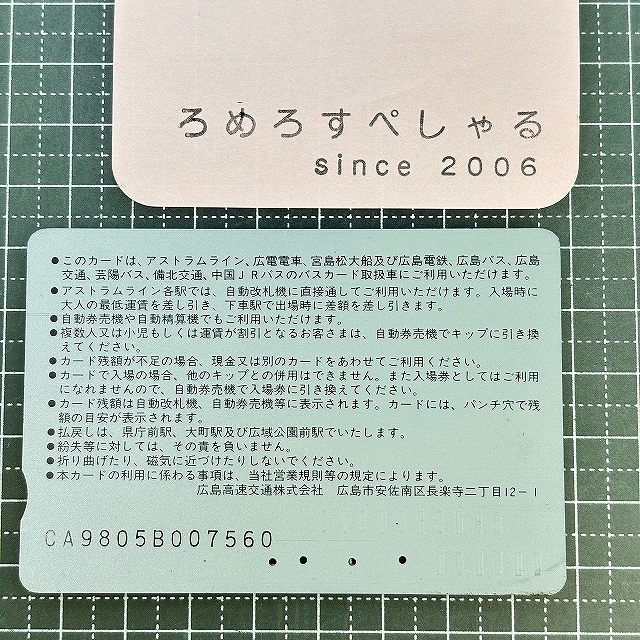 ろめろすぺしゃる
since 2006
●このカードは、アストラムライン、広電電車、宮島松大船及び広島電鉄、広島バス、広島
交通、芸陽バス、備北交通、中国ＪＲバスのバスカード取扱車にご利用いただけます。
●アストラムライン各駅では、自動改札機に直接通してご利用いただけます。入場時に
大人の最低運賃を差し引き、下車駅で出場時に差額を差し引きます。
●自動券売機や自動精算機でもご利用いただけます。
●複数人又は小児もしくは運賃が割引となるお客さまは、自動券売機でキップに引き換
えてください。
●カード残額が不足の場合、現金又は別のカードをあわせてご利用ください。
●カードで入場の場合、他のキップとの併用はできません。また入場券としてはご利用
になれませんので、自動券売機で入場券に引き換えてください。
●カード残額は自動改札機、自動券売機等に表示されます。カードには、パンチ穴で残
額の目安が表示されます。
●払戻しは、県庁前駅、大町駅及び広域公園前駅でいたします。
●紛失等に対しては、その責を負いません。
●折り曲げたり、磁気に近づけたりしないでください。
●本カードの利用に係わる事項は、当社営業規則等の規定によります。
広島高速交通株式会社　広島市安佐南区長楽寺二丁目12－1
CA9805B007560